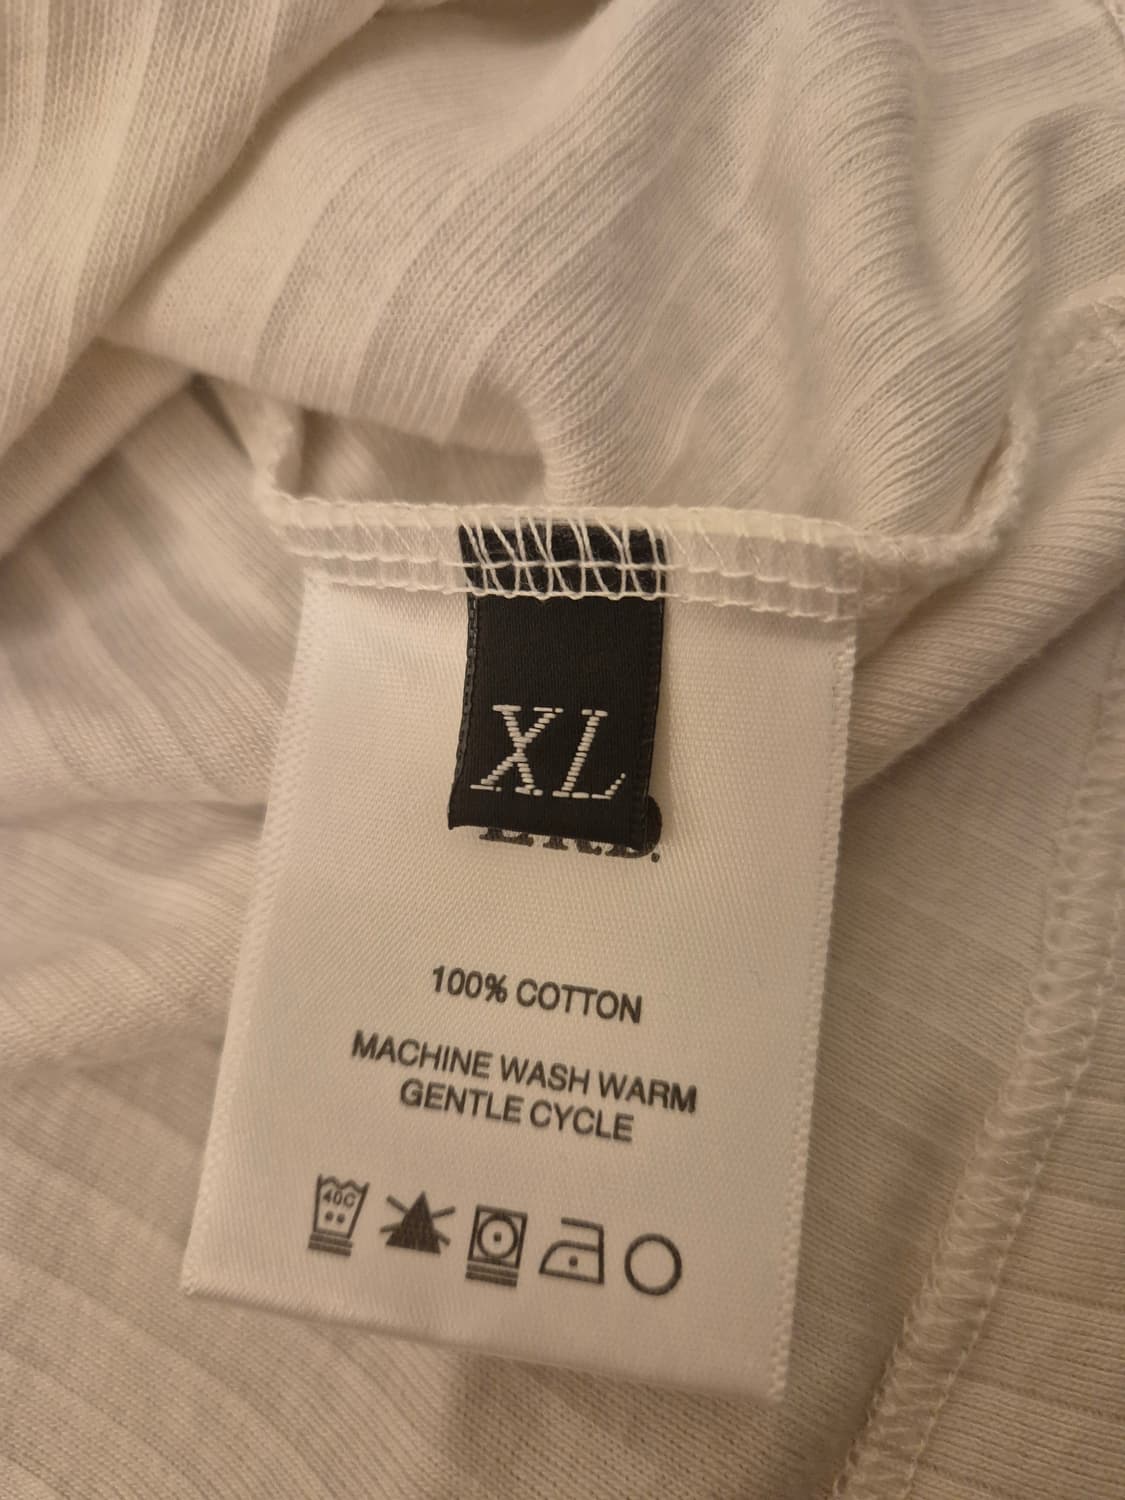 XL
100% COTTON
MACHINE WASH WARM
GENTLE CYCLE
40C